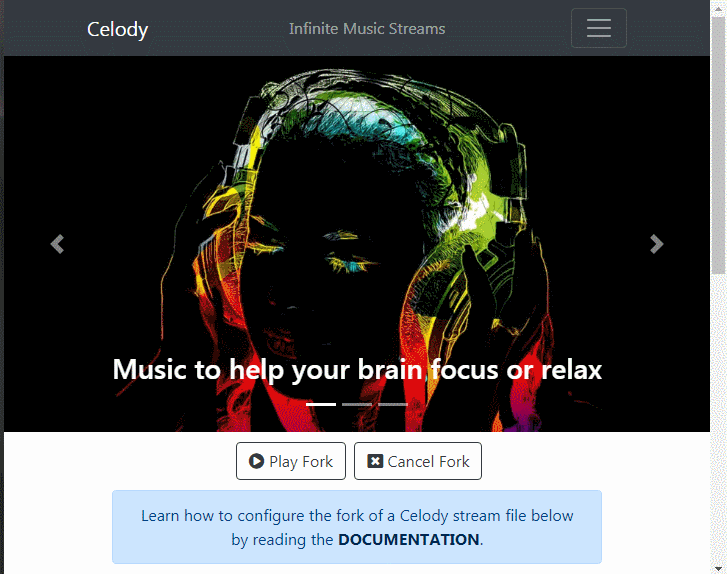 Celody
Infinite Music Streams
Music to help your brain focus or relax
Play Fork
Cancel Fork
Learn how to configure the fork of a Celody stream file below
by reading the DOCUMENTATION.